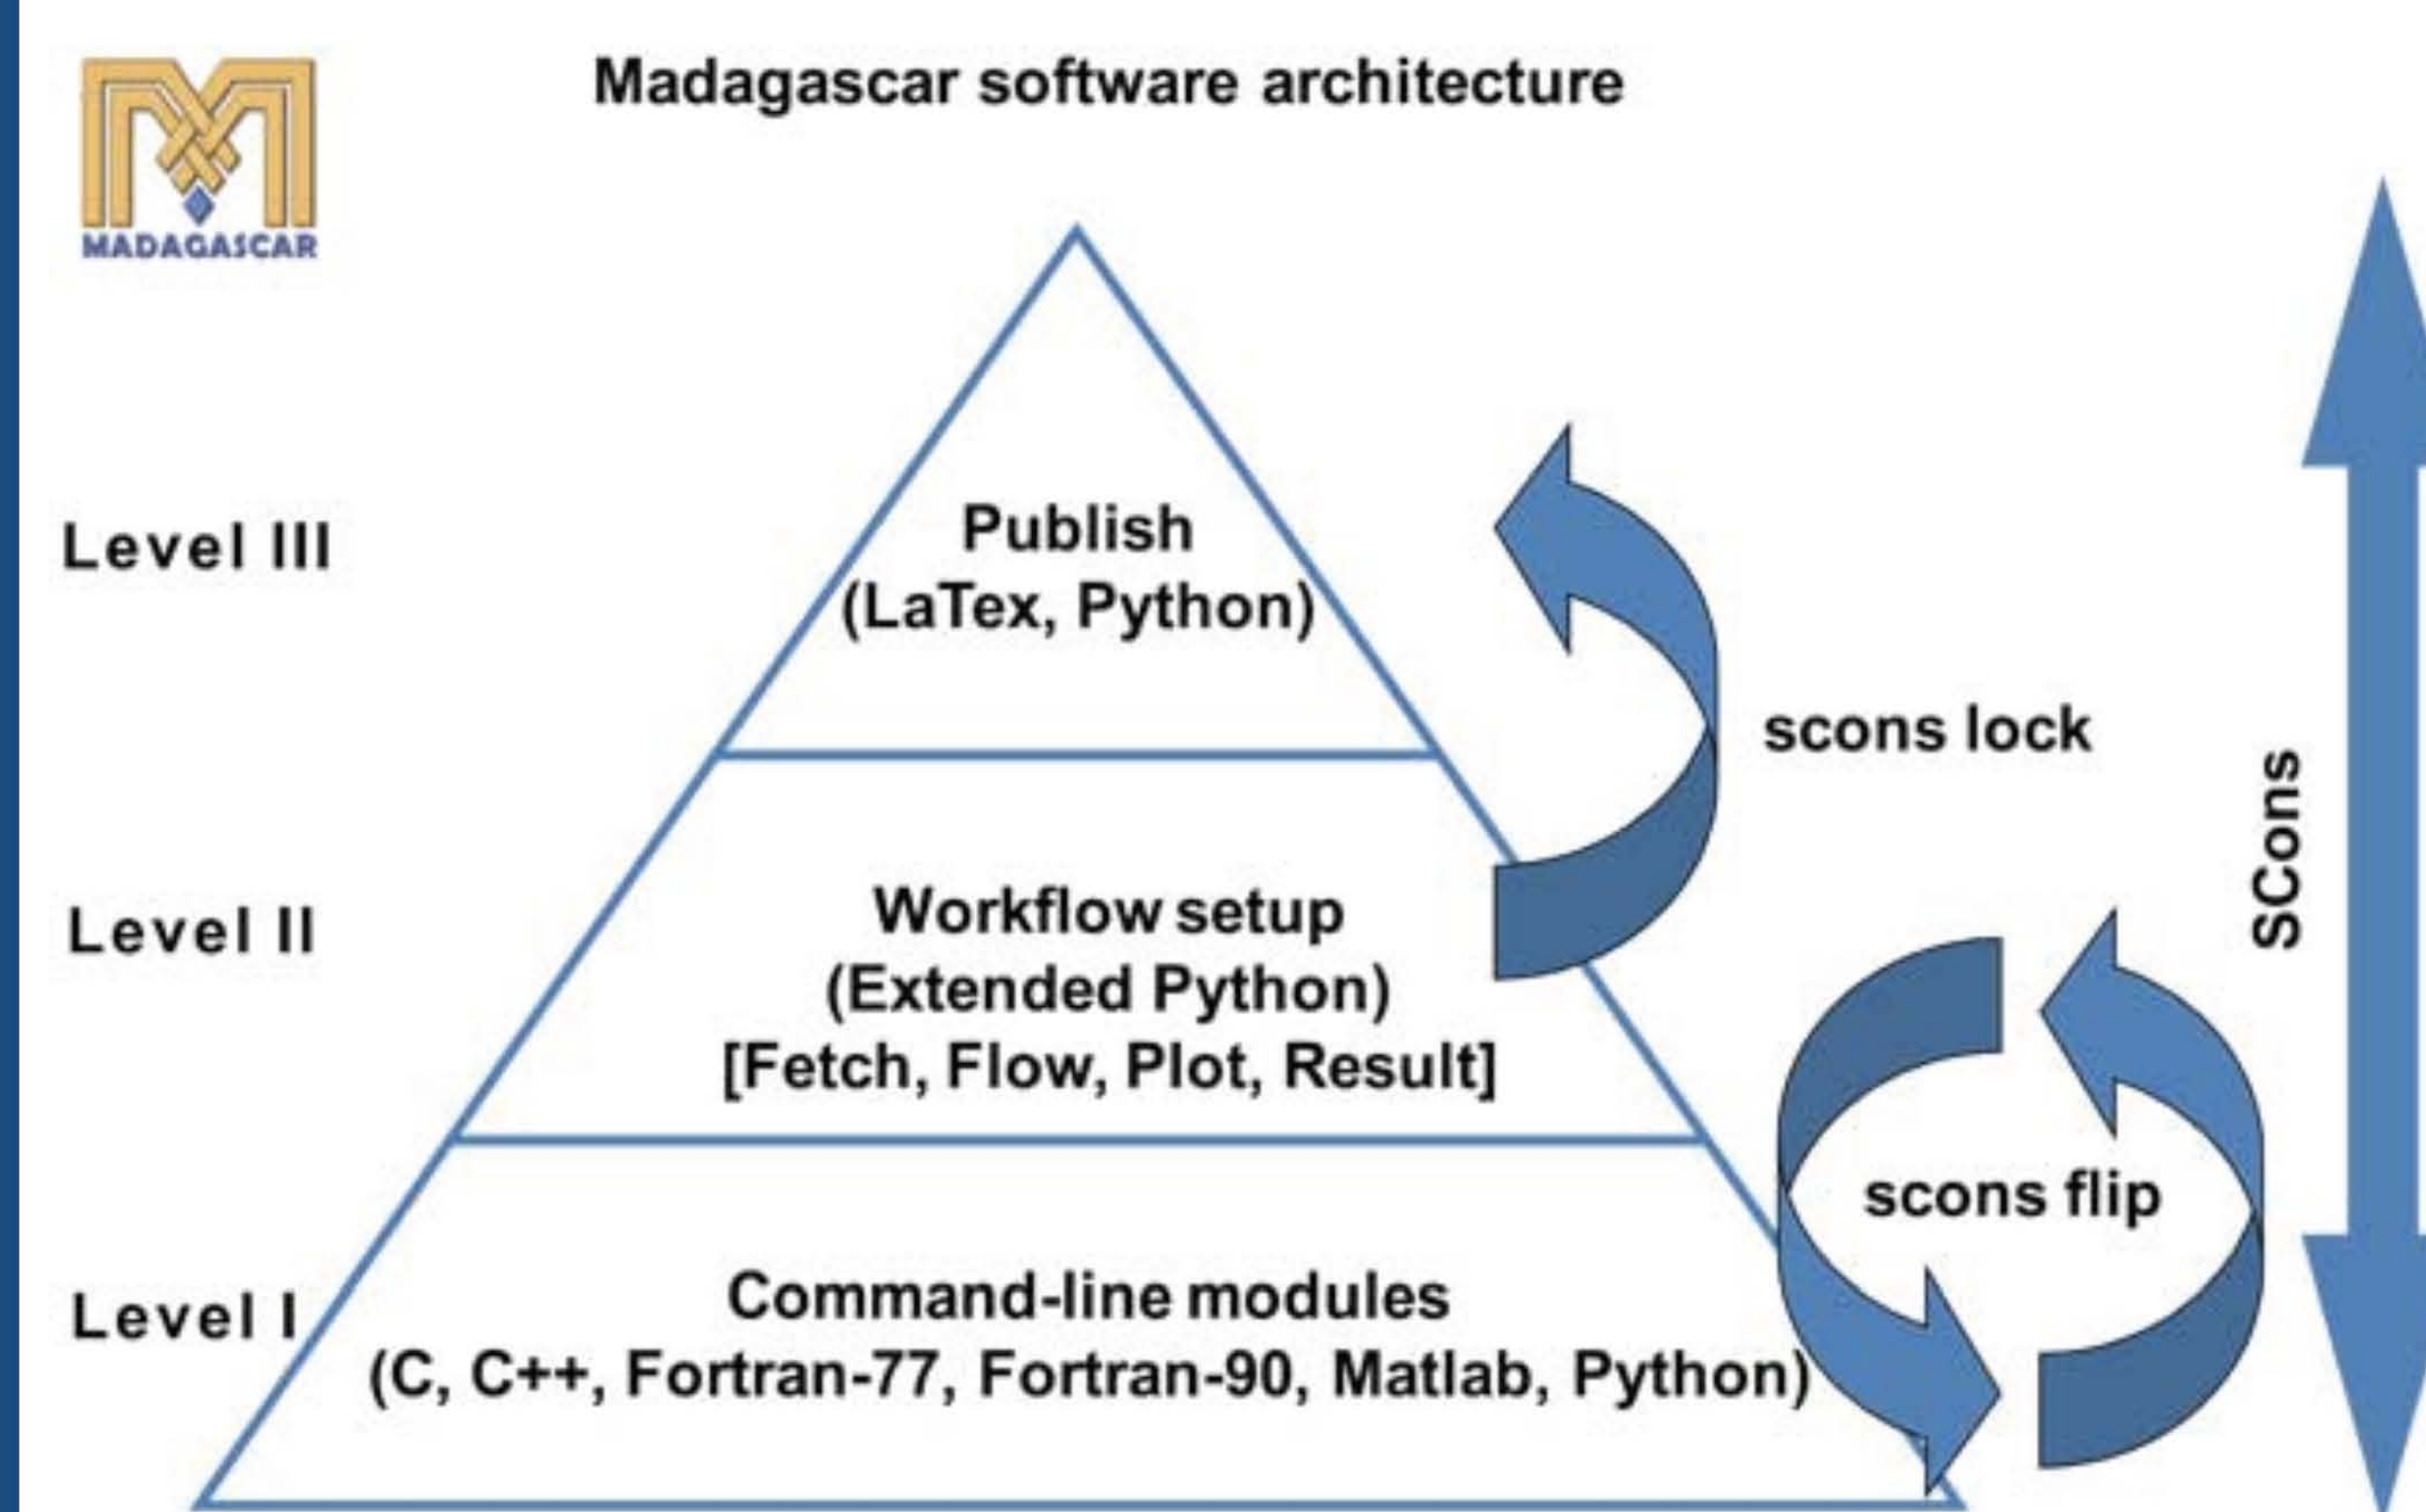 Madagascar software architecture
MADAGASCAR
Level III
Publish
(LaTex, Python)
scons lock
SCons
Level II
Workflow setup
(Extended Python)
[Fetch, Flow, Plot, Result]
scons flip
Level I
Command-line modules
(C, C++, Fortran-77, Fortran-90, Matlab, Python)